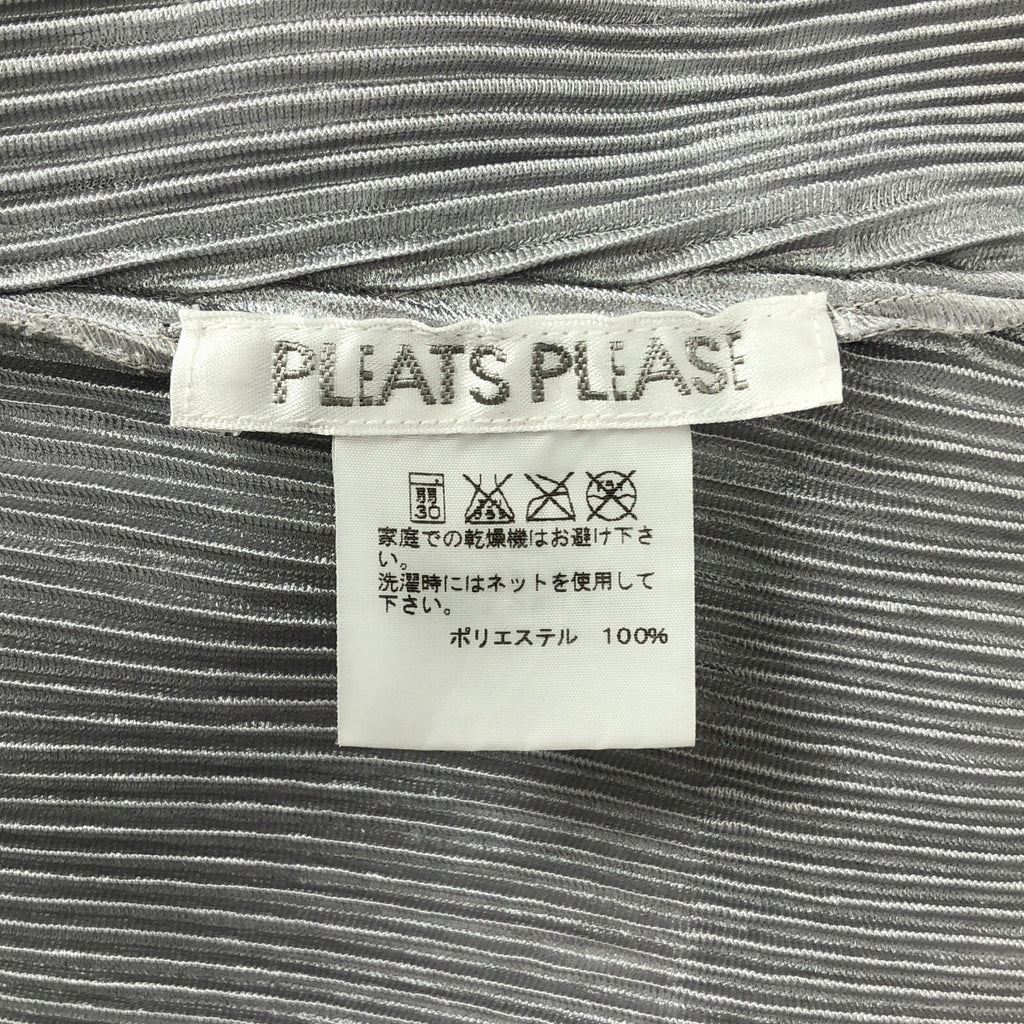 PLEATS PLEASE
弱
30
家庭での乾燥機はお避け下さ
い。
洗濯時にはネットを使用して
下さい。
ポリエステル 100%